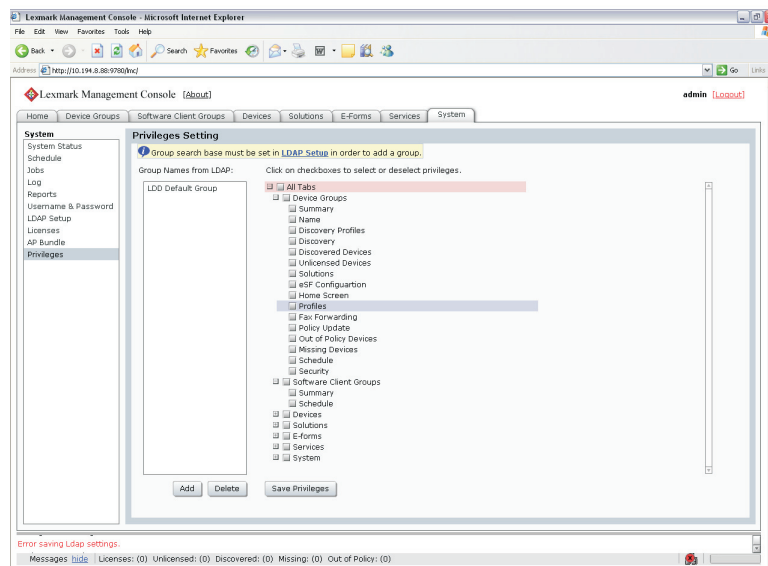 Lexmark Management Console - Microsoft Internet Explorer
File Edit View Favorites Tools Help
Back Search Favorites
Address http://10.194.8.88:9780/lmc/ Go Links
Lexmark Management Console [About] admin [Logout]
Home Device Groups Software Client Groups Devices Solutions E-Forms Services System
System
System Status
Schedule
Jobs
Log
Reports
Username & Password
LDAP Setup
Licenses
AP Bundle
Privileges
Privileges Setting
Group search base must be set in LDAP Setup in order to add a group.
Group Names from LDAP: Click on checkboxes to select or deselect privileges.
LDD Default Group
All Tabs
Device Groups
Summary
Name
Discovery Profiles
Discovery
Discovered Devices
Unlicensed Devices
Solutions
eSF Configuartion
Home Screen
Profiles
Fax Forwarding
Policy Update
Out of Policy Devices
Missing Devices
Schedule
Security
Software Client Groups
Summary
Schedule
Devices
Solutions
E-forms
Services
System
Add Delete Save Privileges
Error saving Ldap settings.
Messages hide Licenses: (0) Unlicensed: (0) Discovered: (0) Missing: (0) Out of Policy: (0)